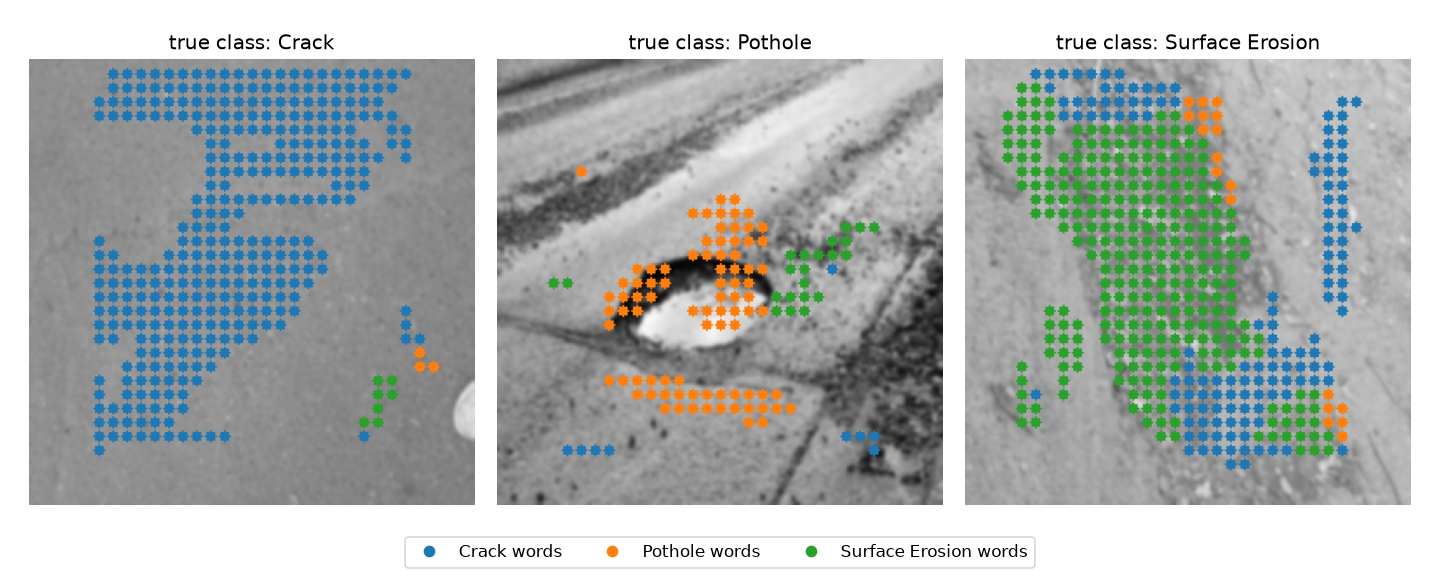 true class: Crack
true class: Pothole
true class: Surface Erosion
Crack words
Pothole words
Surface Erosion words